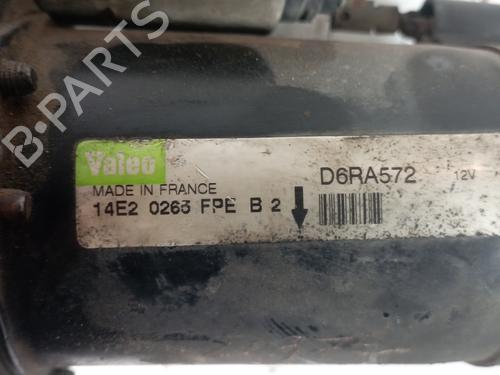 B-PARTS
Valeo
D6RA572 12V
MADE IN FRANCE
14E2 0263 FPE B 2